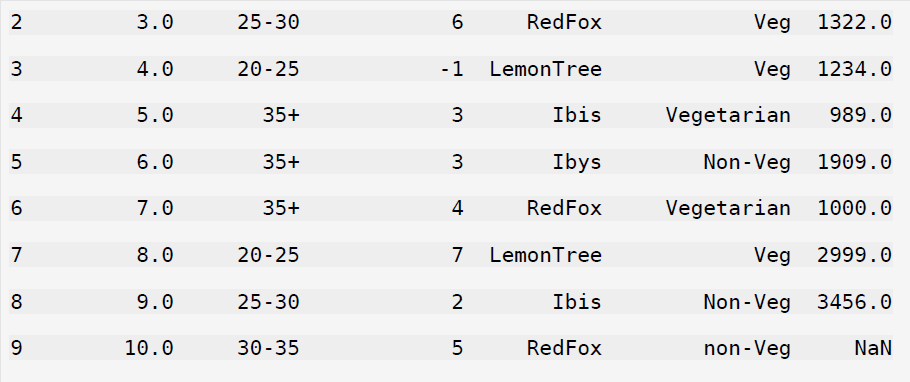 2 3.0 25-30 6 RedFox Veg 1322.0
3 4.0 20-25 -1 LemonTree Veg 1234.0
4 5.0 35+ 3 Ibis Vegetarian 989.0
5 6.0 35+ 3 Ibys Non-Veg 1909.0
6 7.0 35+ 4 RedFox Vegetarian 1000.0
7 8.0 20-25 7 LemonTree Veg 2999.0
8 9.0 25-30 2 Ibis Non-Veg 3456.0
9 10.0 30-35 5 RedFox non-Veg NaN